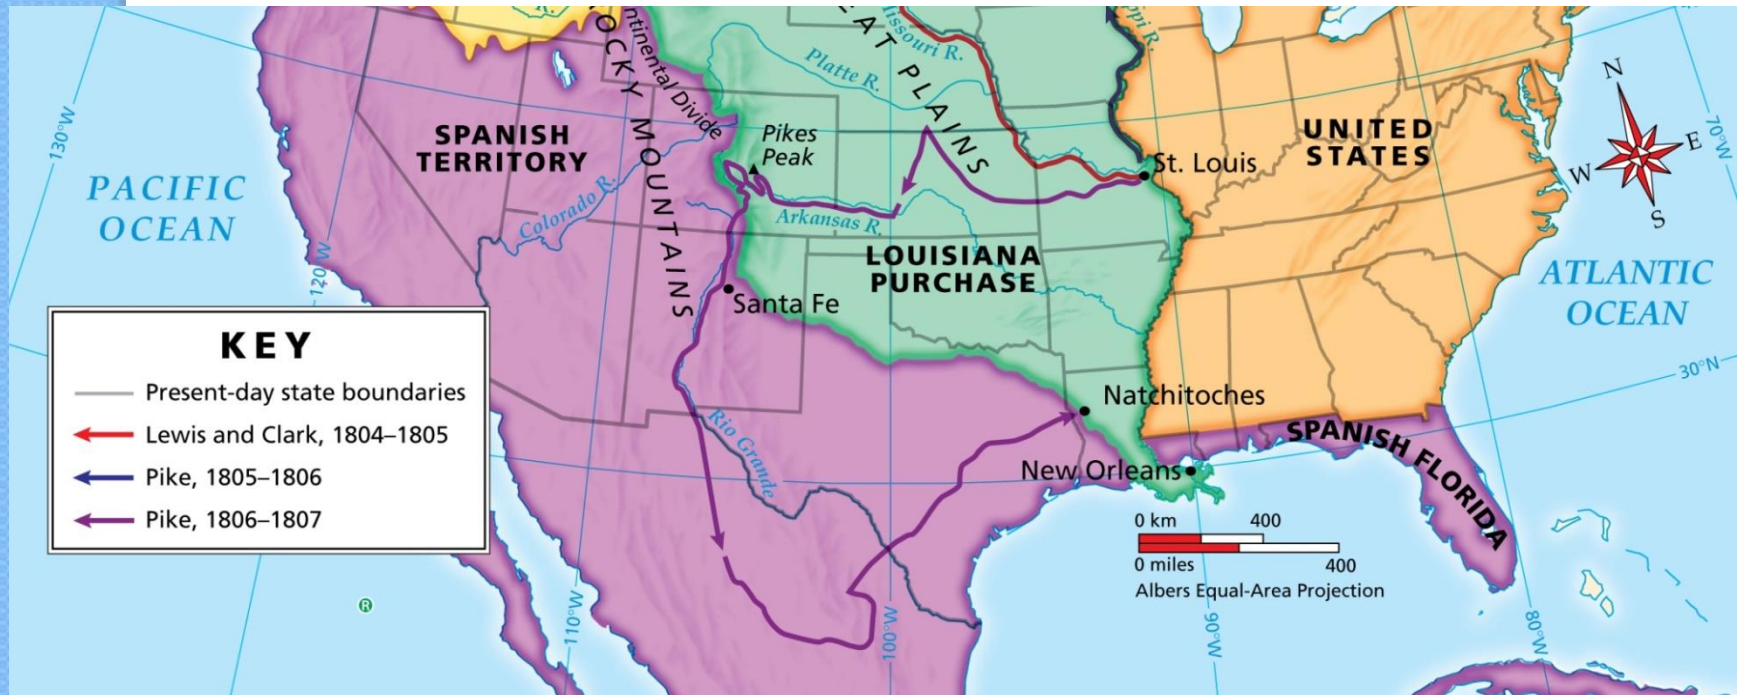 Missouri R.
Platte R.
GREAT PLAINS
ROCKY MOUNTAINS
Continental Divide
130°W
SPANISH
TERRITORY
Pikes
Peak
UNITED
STATES
N
E
W
S
70°W
PACIFIC
OCEAN
St. Louis
Colorado R.
Arkansas R.
LOUISIANA
PURCHASE
ATLANTIC
OCEAN
120°W
Santa Fe
KEY
Present-day state boundaries
Lewis and Clark, 1804–1805
Pike, 1805–1806
Pike, 1806–1807
30°N
Natchitoches
Rio Grande
SPANISH FLORIDA
New Orleans
0 km 400
0 miles 400
Albers Equal-Area Projection
R
110°W
100°W
90°W
80°W